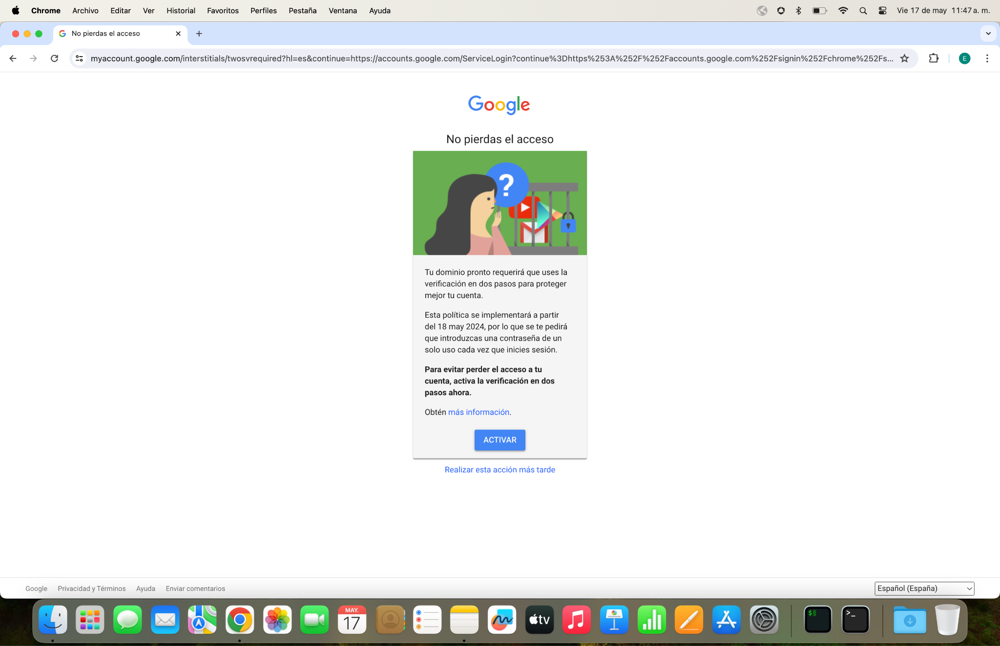 Chrome Archivo Editar Ver Historial Favoritos Perfiles Pestaña Ventana Ayuda Vie 17 de may 11:47 a. m.
No pierdas el acceso
myaccount.google.com/interstitials/twosvrequired?hl=es&continue=https://accounts.google.com/ServiceLogin?continue%3Dhttps%253A%252F%252Faccounts.google.com%252Fsignin%252Fchrome%252Fs... E
Google
No pierdas el acceso
?
Tu dominio pronto requerirá que uses la
verificación en dos pasos para proteger
mejor tu cuenta.
Esta política se implementará a partir
del 18 may 2024, por lo que se te pedirá
que introduzcas una contraseña de un
solo uso cada vez que inicies sesión.
Para evitar perder el acceso a tu
cuenta, activa la verificación en dos
pasos ahora.
Obtén más información.
ACTIVAR
Realizar esta acción más tarde
Google Privacidad y Términos Ayuda Enviar comentarios Español (España)
MAY.
17
tv
$
>_